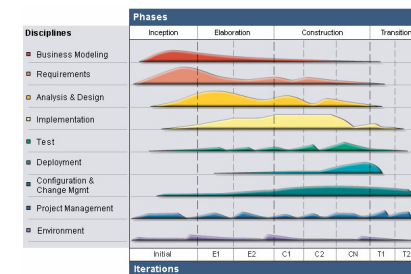 Phases
Disciplines
Inception Elaboration Construction Transition
Business Modeling
Requirements
Analysis & Design
Implementation
Test
Deployment
Configuration &
Change Mgmt
Project Management
Environment
Initial E1 E2 C1 C2 CN T1 T2
Iterations